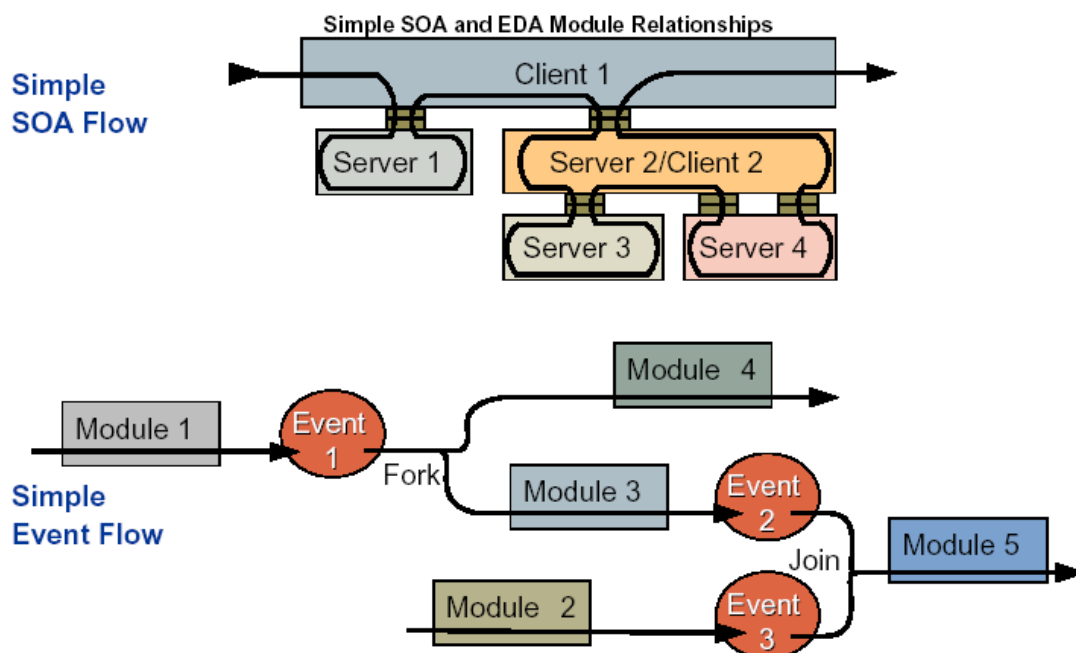 Simple SOA and EDA Module Relationships
Simple
SOA Flow
Client 1
Server 1
Server 2/Client 2
Server 3
Server 4
Module 4
Module 1
Event
1
Fork
Simple
Event Flow
Module 3
Event
2
Join
Module 5
Module 2
Event
3